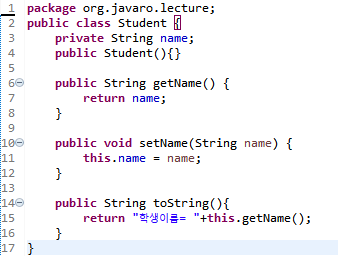 1 package org.javaro.lecture;
2 public class Student {
3     private String name;
4     public Student(){}
5
6     public String getName() {
7         return name;
8     }
9
10     public void setName(String name) {
11         this.name = name;
12     }
13
14     public String toString(){
15         return "학생이름= "+this.getName();
16     }
17 }